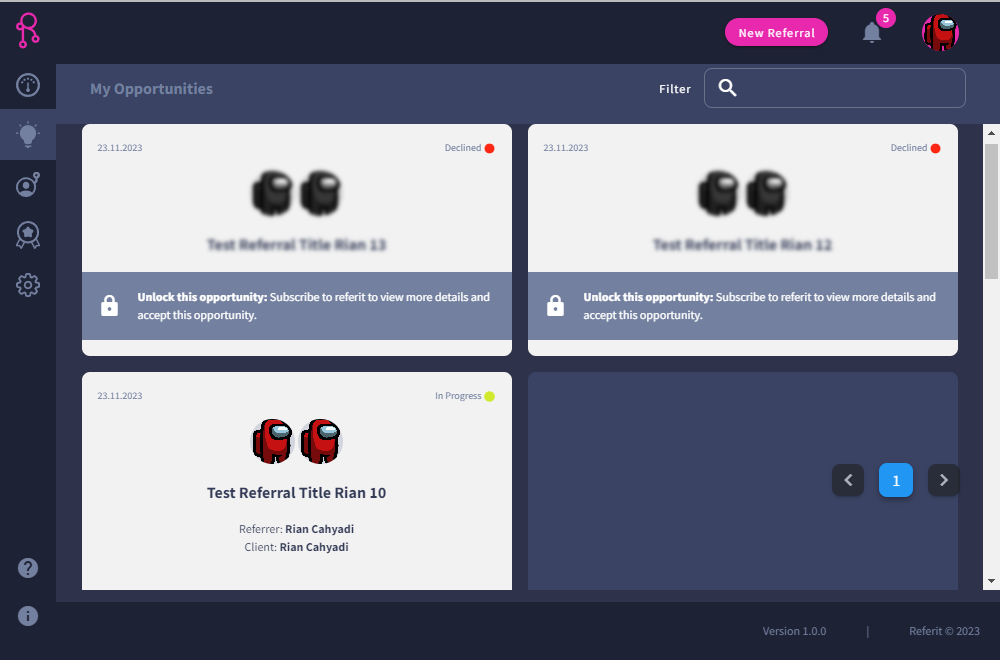 New Referral
5
My Opportunities
Filter
23.11.2023
Declined
Test Referral Title Rian 13
Unlock this opportunity: Subscribe to referit to view more details and
accept this opportunity.
23.11.2023
Declined
Test Referral Title Rian 12
Unlock this opportunity: Subscribe to referit to view more details and
accept this opportunity.
23.11.2023
In Progress
Test Referral Title Rian 10
Referrer: Rian Cahyadi
Client: Rian Cahyadi
1
Version 1.0.0 | Referit © 2023